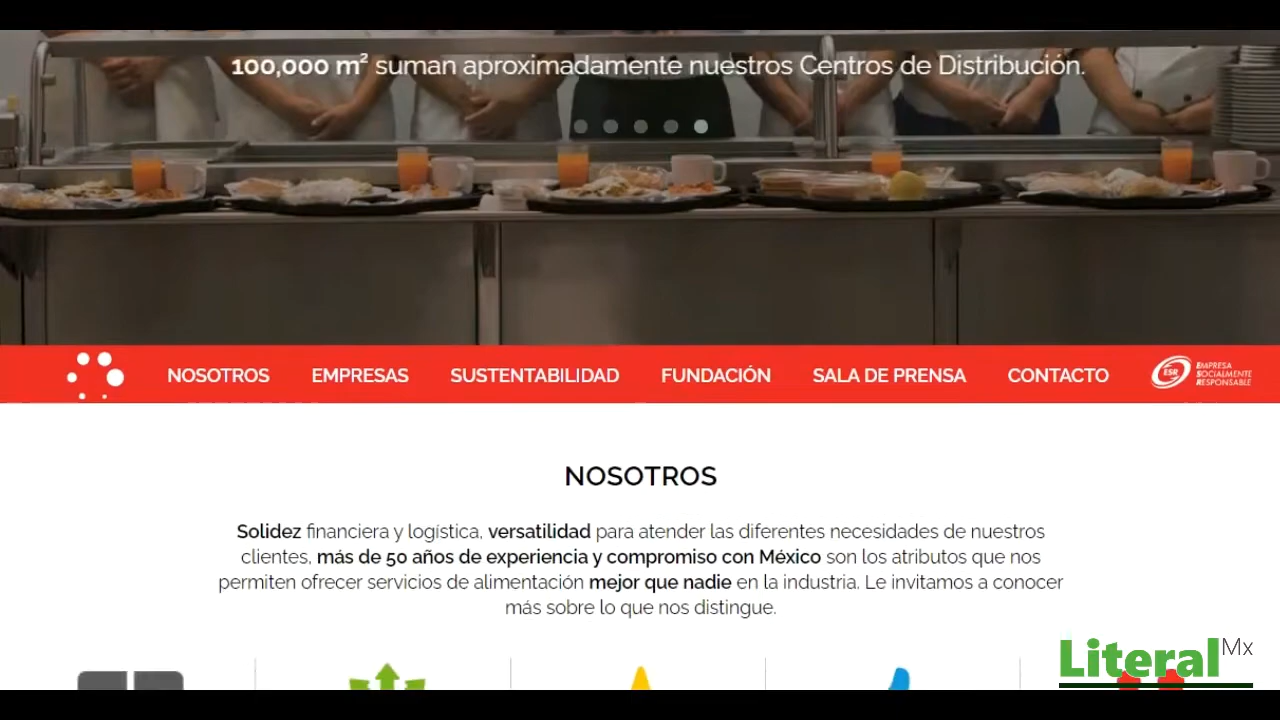 100,000 m² suman aproximadamente nuestros Centros de Distribución.
NOSOTROS EMPRESAS SUSTENTABILIDAD FUNDACIÓN SALA DE PRENSA CONTACTO
ESR
EMPRESA
SOCIALMENTE
RESPONSABLE
NOSOTROS
Solidez financiera y logística, versatilidad para atender las diferentes necesidades de nuestros
clientes, más de 50 años de experiencia y compromiso con México son los atributos que nos
permiten ofrecer servicios de alimentación mejor que nadie en la industria. Le invitamos a conocer
más sobre lo que nos distingue.
Literal Mx